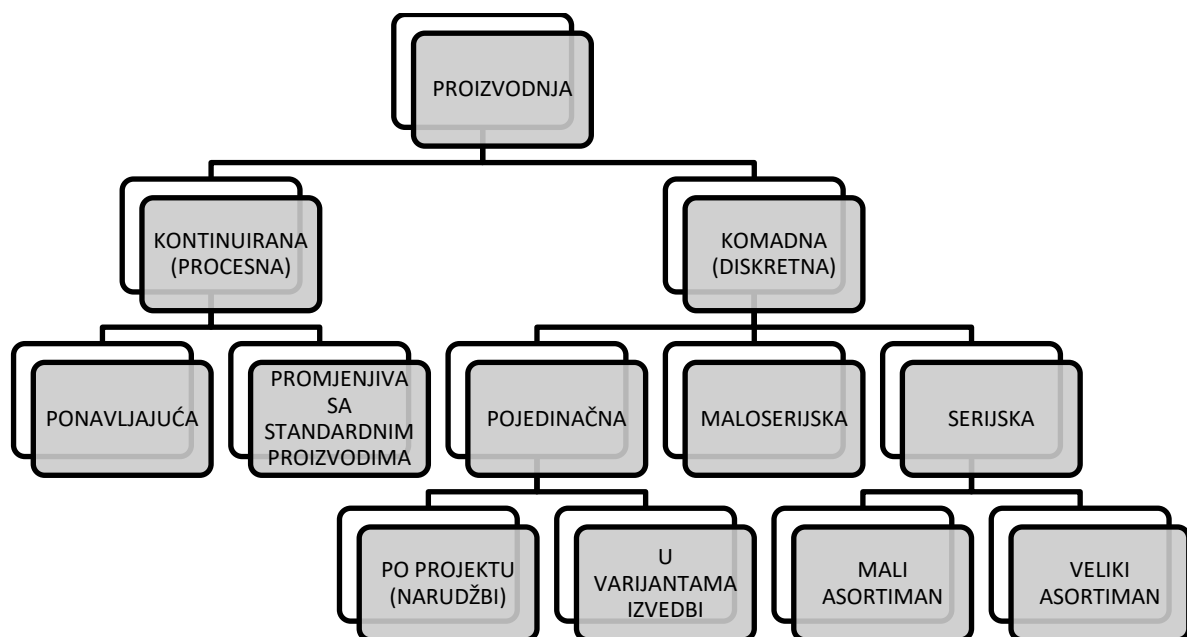 PROIZVODNJA
KONTINUIRANA
(PROCESNA)
KOMADNA
(DISKRETNA)
PONAVLJAJUĆA
PROMJENJIVA
SA
STANDARDNIM
PROIZVODIMA
POJEDINAČNA
MALOSERIJSKA
SERIJSKA
PO PROJEKTU
(NARUDŽBI)
U
VARIJANTAMA
IZVEDBI
MALI
ASORTIMAN
VELIKI
ASORTIMAN